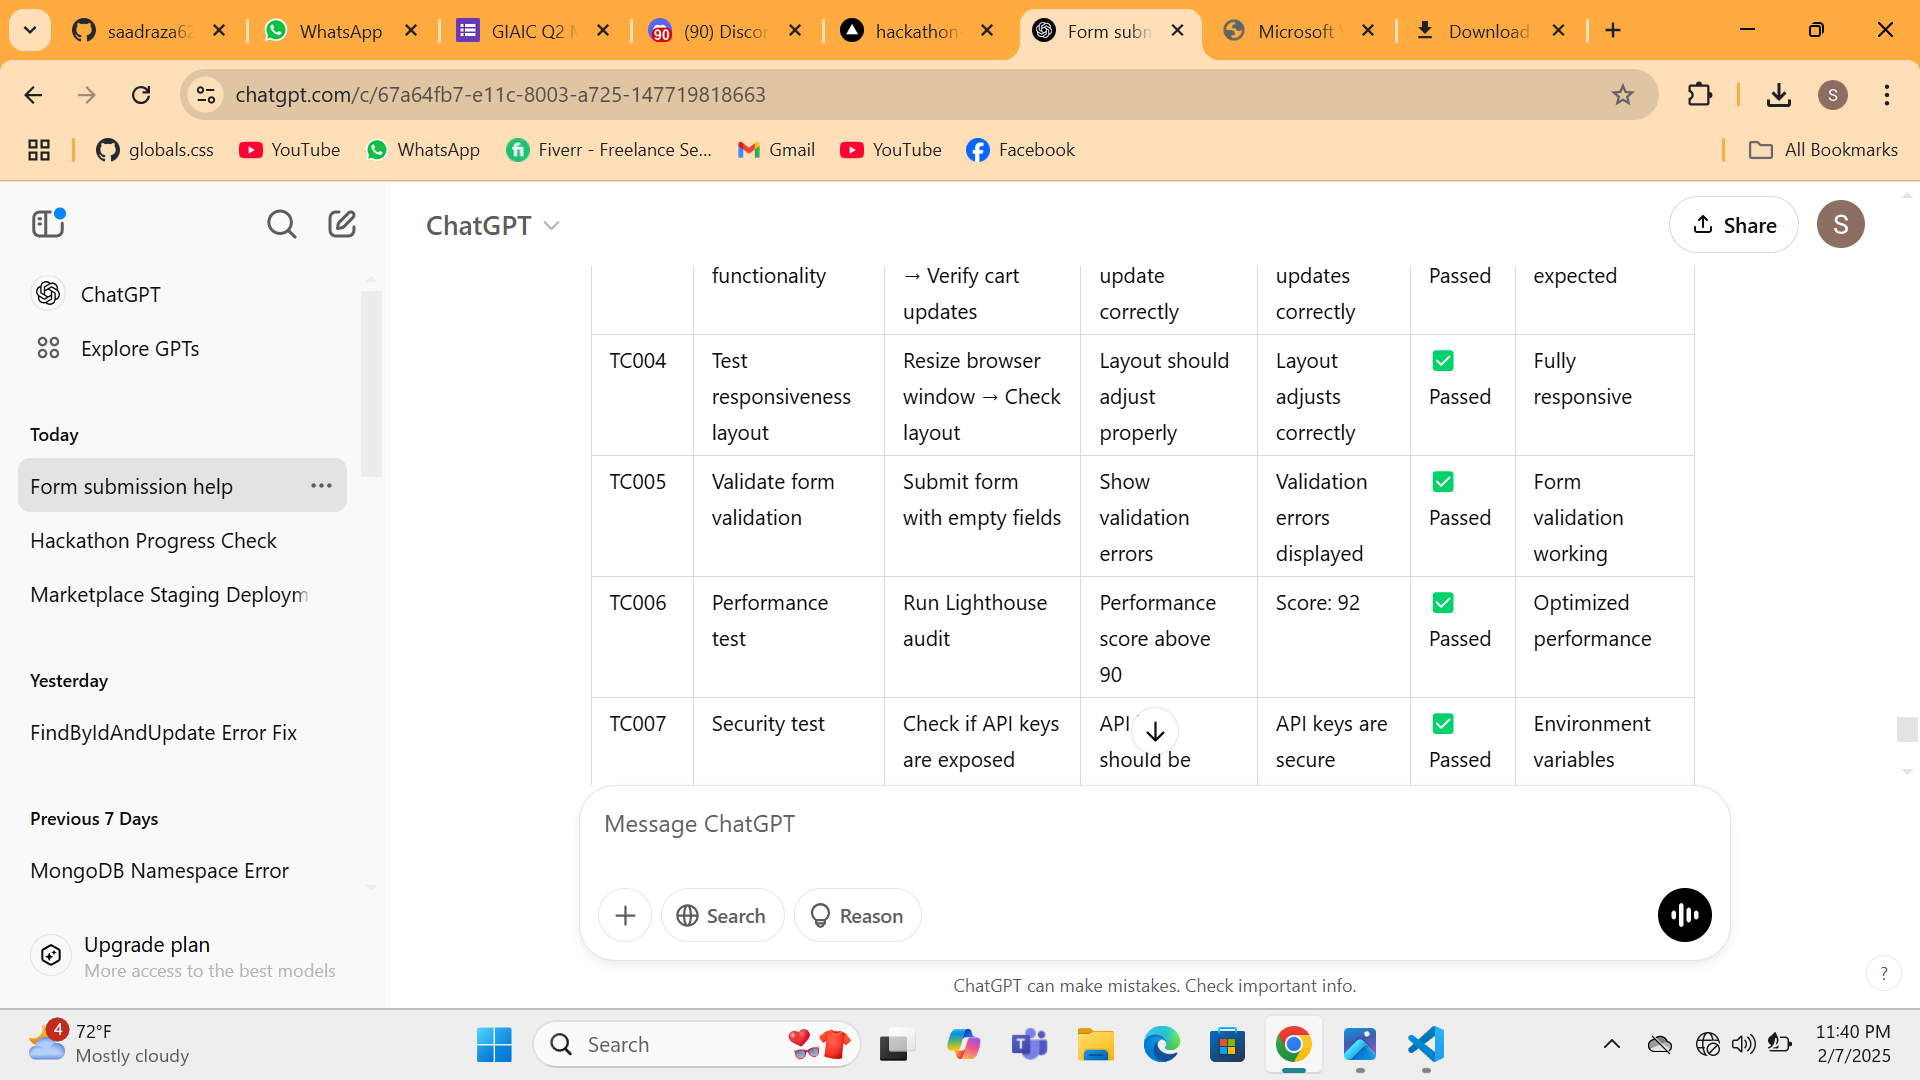 saadraza62
WhatsApp
GIAIC Q2
(90) Discor
hackathon
Form subm
Microsoft
Download
chatgpt.com/c/67a64fb7-e11c-8003-a725-147719818663
S
globals.css
YouTube
WhatsApp
Fiverr - Freelance Se...
Gmail
YouTube
Facebook
All Bookmarks
ChatGPT
Share
S
ChatGPT
Explore GPTs
Today
Form submission help
Hackathon Progress Check
Marketplace Staging Deploym
Yesterday
FindByIdAndUpdate Error Fix
Previous 7 Days
MongoDB Namespace Error
Upgrade plan
More access to the best models
functionality
→ Verify cart
updates
update
correctly
updates
correctly
Passed
expected
TC004
Test
responsiveness
layout
Resize browser
window → Check
layout
Layout should
adjust
properly
Layout
adjusts
correctly
✅
Passed
Fully
responsive
TC005
Validate form
validation
Submit form
with empty fields
Show
validation
errors
Validation
errors
displayed
✅
Passed
Form
validation
working
TC006
Performance
test
Run Lighthouse
audit
Performance
score above
90
Score: 92
✅
Passed
Optimized
performance
TC007
Security test
Check if API keys
are exposed
API
should be
API keys are
secure
✅
Passed
Environment
variables
Message ChatGPT
Search
Reason
ChatGPT can make mistakes. Check important info.
?
4
72°F
Mostly cloudy
Search
11:40 PM
2/7/2025